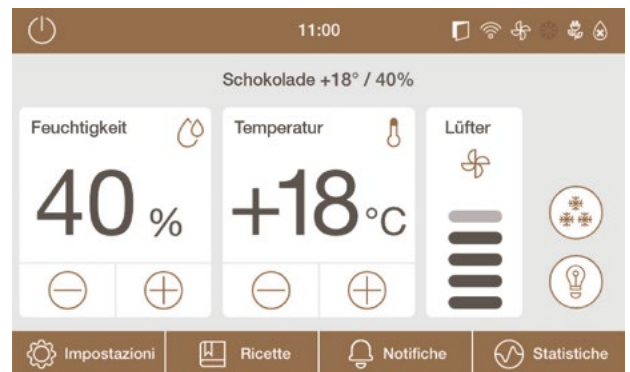 11:00
Schokolade +18° / 40%
Feuchtigkeit
Temperatur
Lüfter
40 %
+18 °C
Impostazioni
Ricette
Notifiche
Statistiche